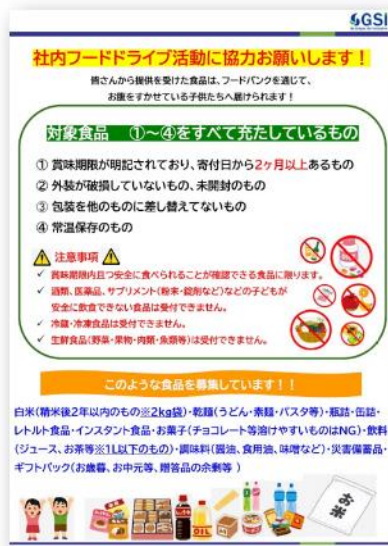 GSI
社内フードドライブ活動に協力お願いします！
皆さんから提供を受けた食品は、フードバンクを通じて、
お腹をすかせている子供たちへ届けられます！
対象食品　①～④をすべて充たしているもの
① 賞味期限が明記されており、寄付日から2ヶ月以上あるもの
② 外装が破損していないもの、未開封のもの
③ 包装を他のものに差し替えてないもの
④ 常温保存のもの
注意事項
✓ 賞味期限内且つ安全に食べられることが確認できる食品に限ります。
✓ 酒類、医薬品、サプリメント（粉末・錠剤など）などの子どもが
安全に飲食できない食品は受付できません。
✓ 冷蔵・冷凍食品は受付できません。
✓ 生鮮食品（野菜・果物・肉類・魚類等）は受付できません。
このような食品を募集しています！！
白米（精米後2年以内のもの※2kg袋）・乾麺（うどん・素麺・パスタ等）・瓶詰・缶詰・
レトルト食品・インスタント食品・お菓子（チョコレート等溶けやすいものはNG）・飲料
（ジュース、お茶等※1L以下のもの）・調味料（醤油、食用油、味噌など）・災害備蓄品・
ギフトパック（お歳暮、お中元等、贈答品の余剰等 ）
OIL
お米